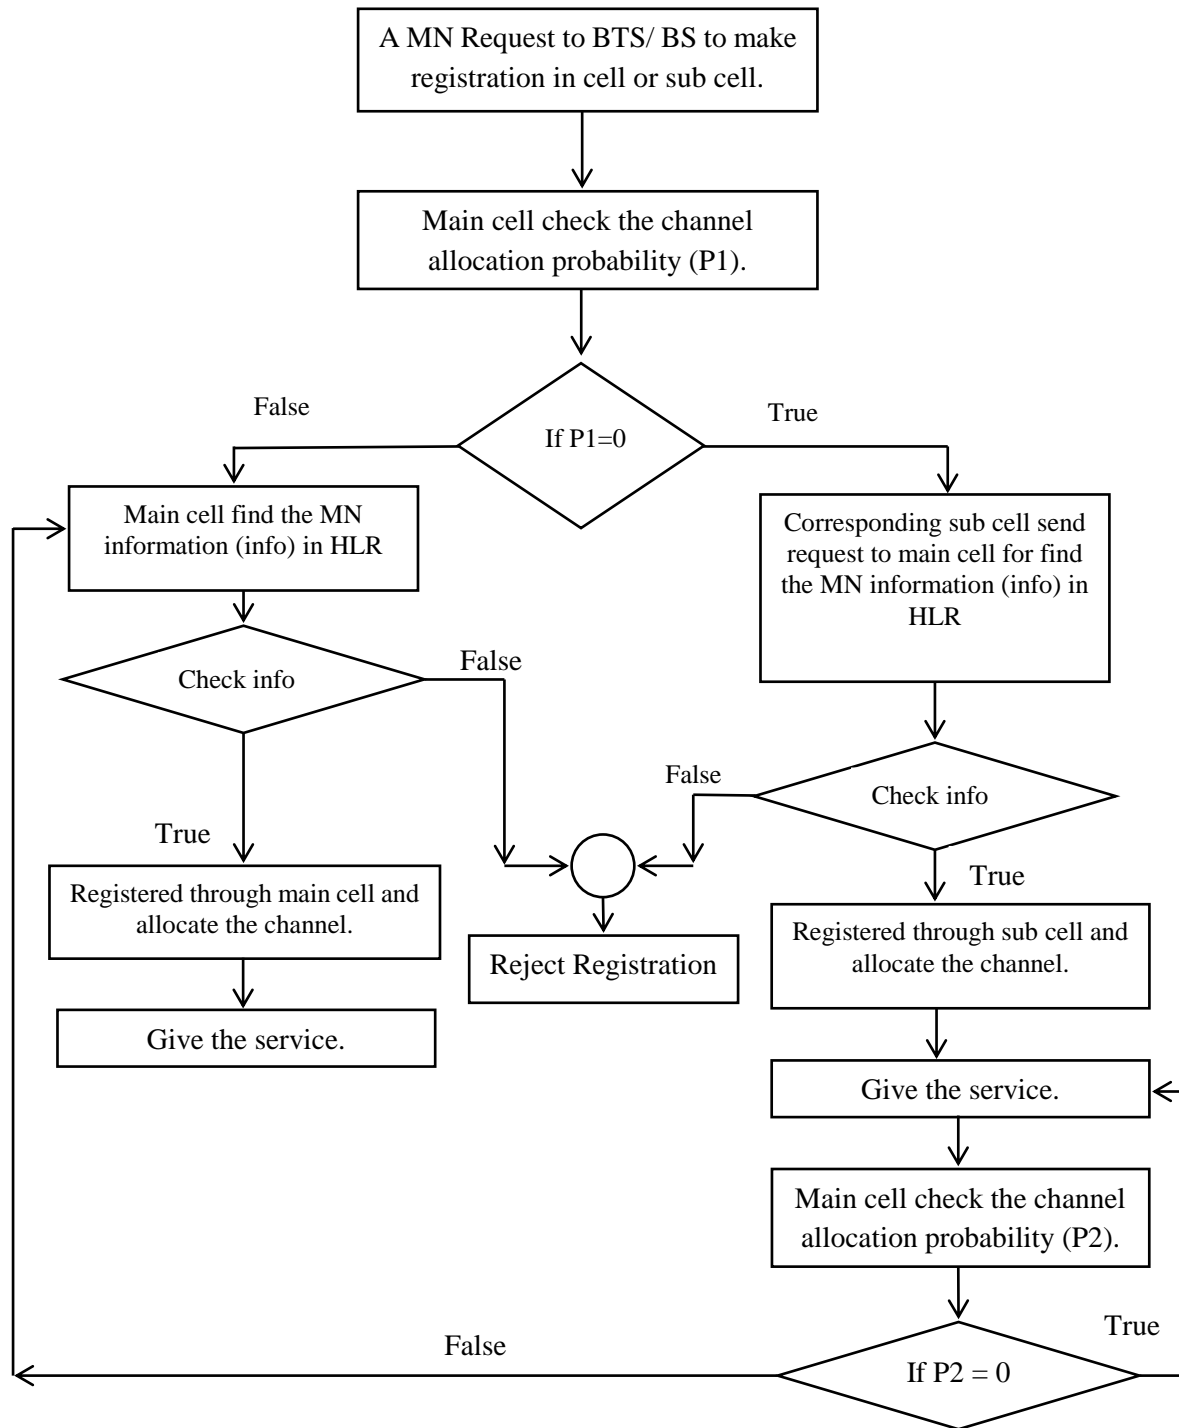 A MN Request to BTS/ BS to make
registration in cell or sub cell.
Main cell check the channel
allocation probability (P1).
False
True
If P1=0
Main cell find the MN
information (info) in HLR
Corresponding sub cell send
request to main cell for find
the MN information (info) in
HLR
False
Check info
False
Check info
True
True
Registered through main cell and
allocate the channel.
Registered through sub cell and
allocate the channel.
Reject Registration
Give the service.
Give the service.
Main cell check the channel
allocation probability (P2).
False
True
If P2 = 0